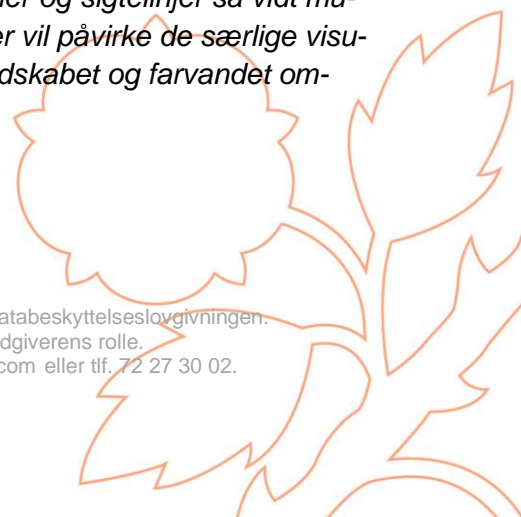 er og sigtelinjer så vidt mu-
er vil påvirke de særlige visu-
dskabet og farvandet om-
atabeskyttelseslovgivningen.
dgiverens rolle.
com eller tlf. 72 27 30 02.